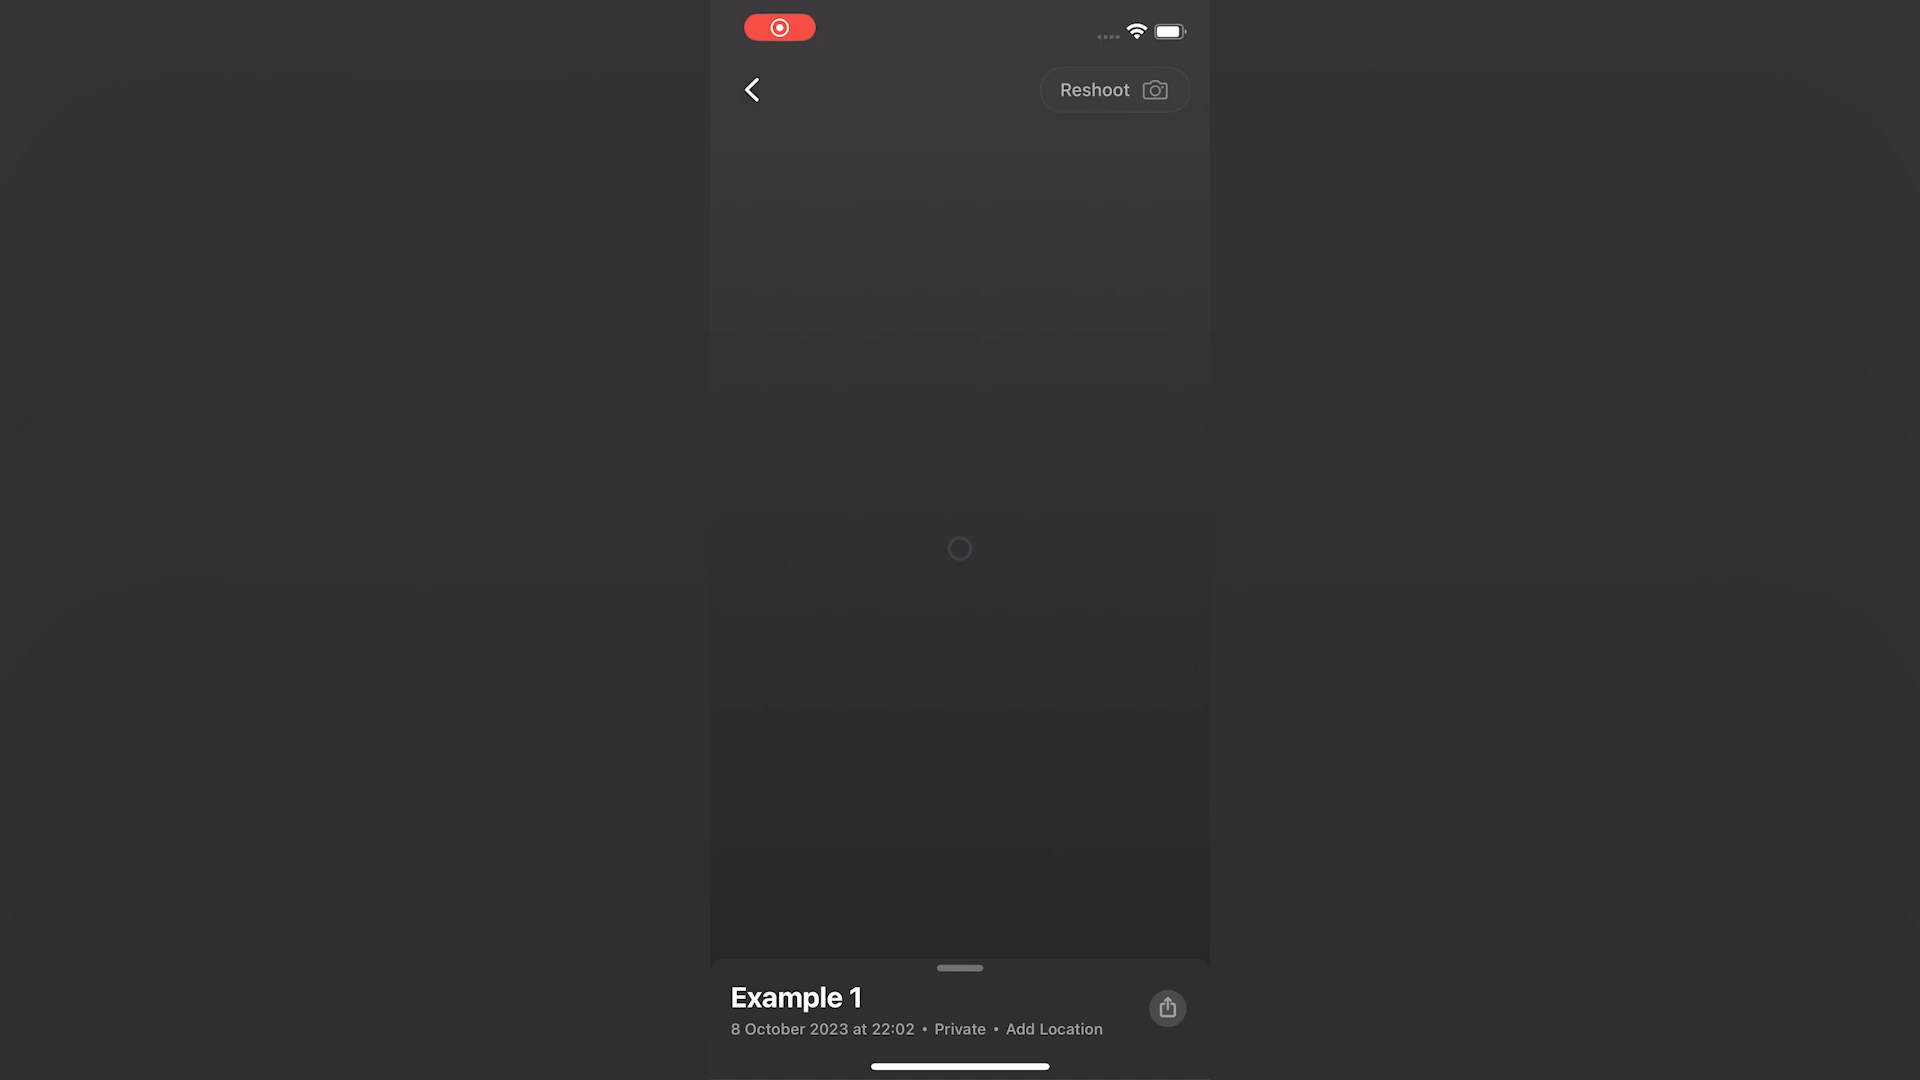 Reshoot
Example 1
8 October 2023 at 22:02 • Private • Add Location